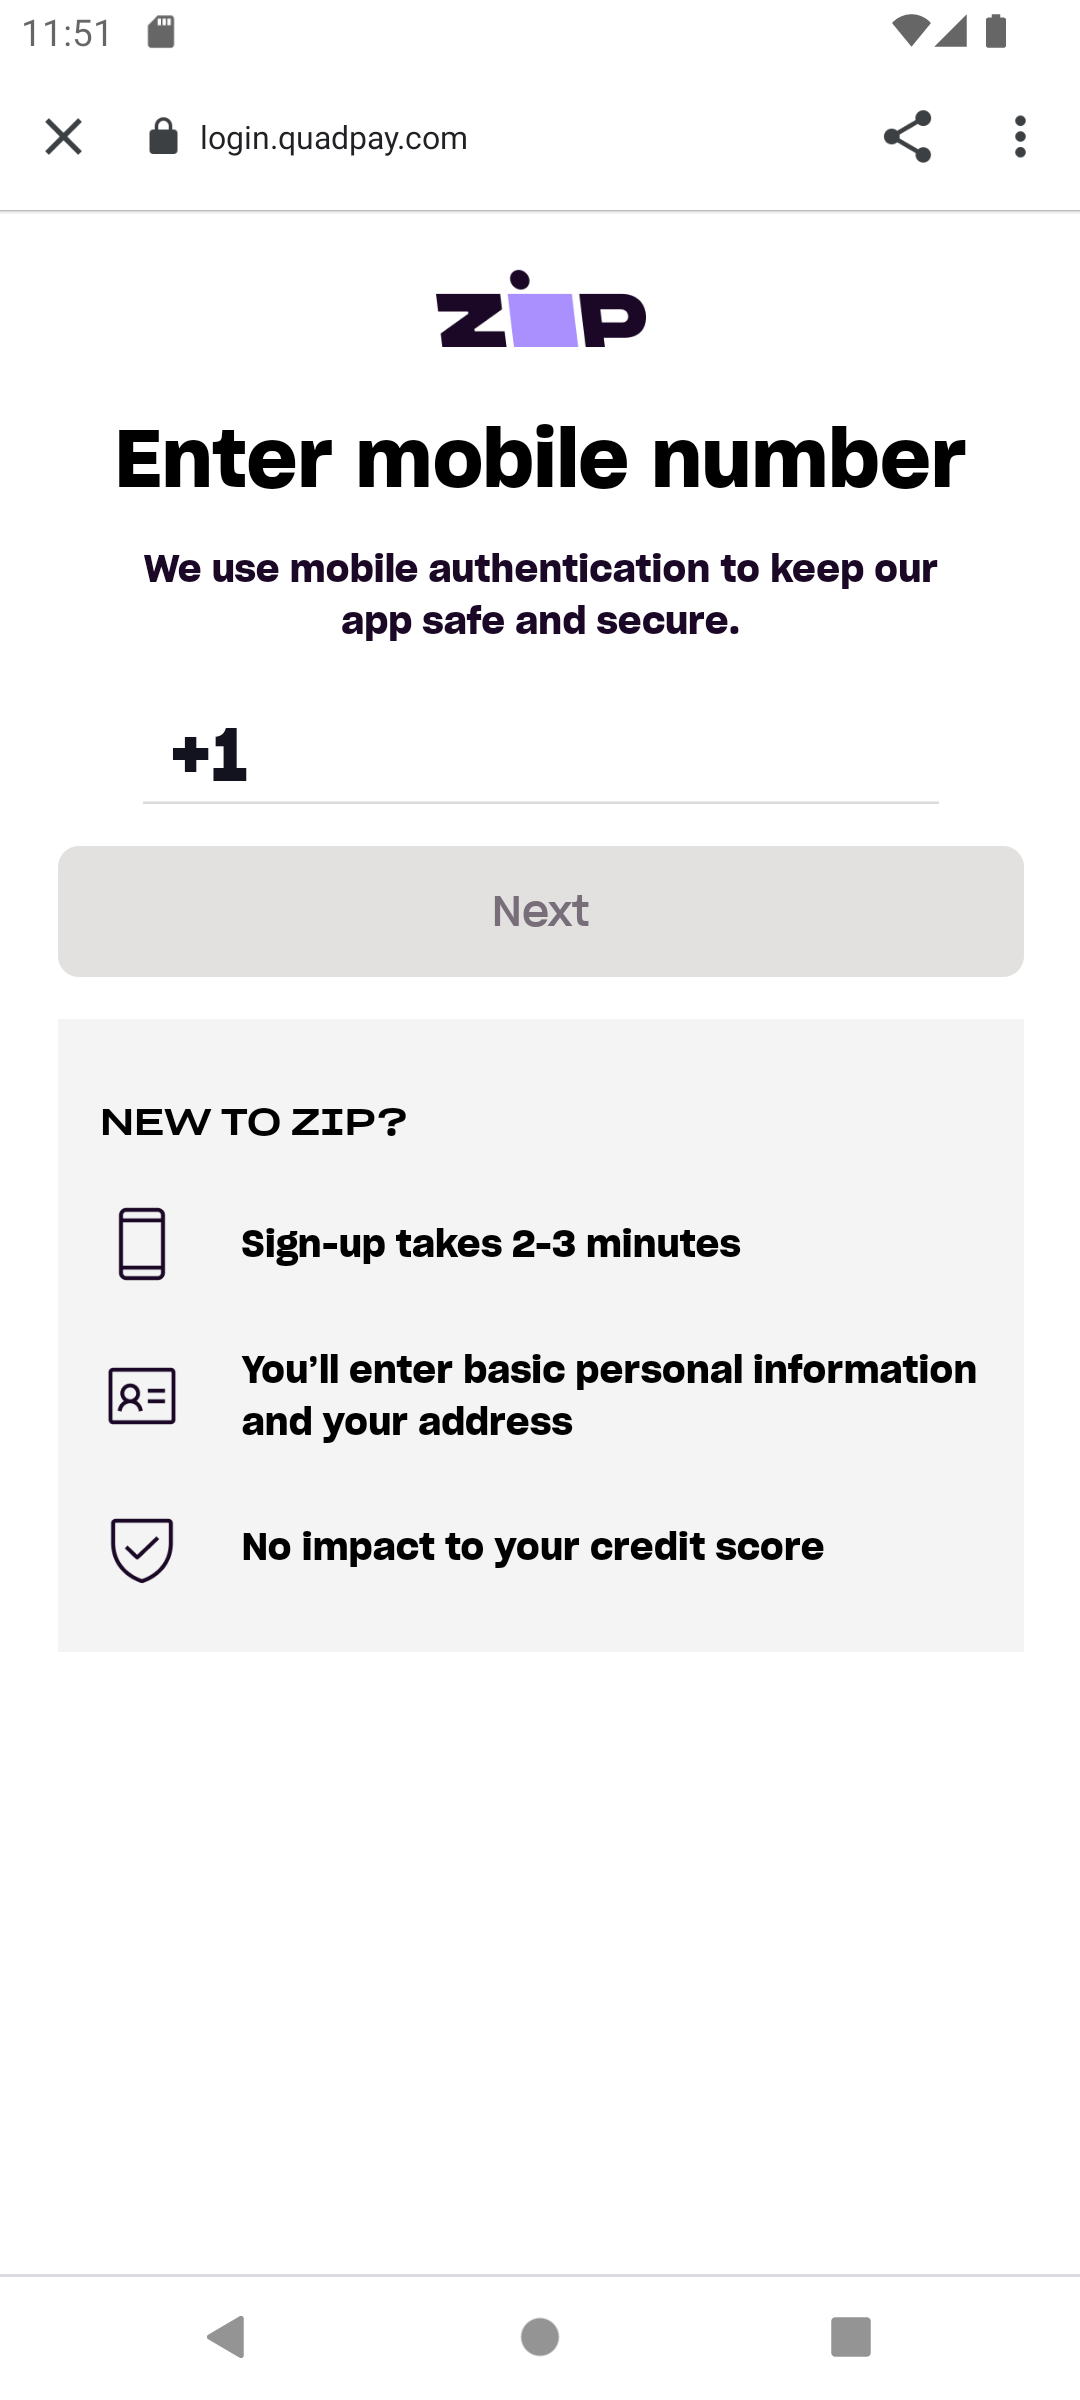 11:51
login.quadpay.com
zip
Enter mobile number
We use mobile authentication to keep our
app safe and secure.
+1
Next
NEW TO ZIP?
Sign-up takes 2-3 minutes
You’ll enter basic personal information
and your address
No impact to your credit score